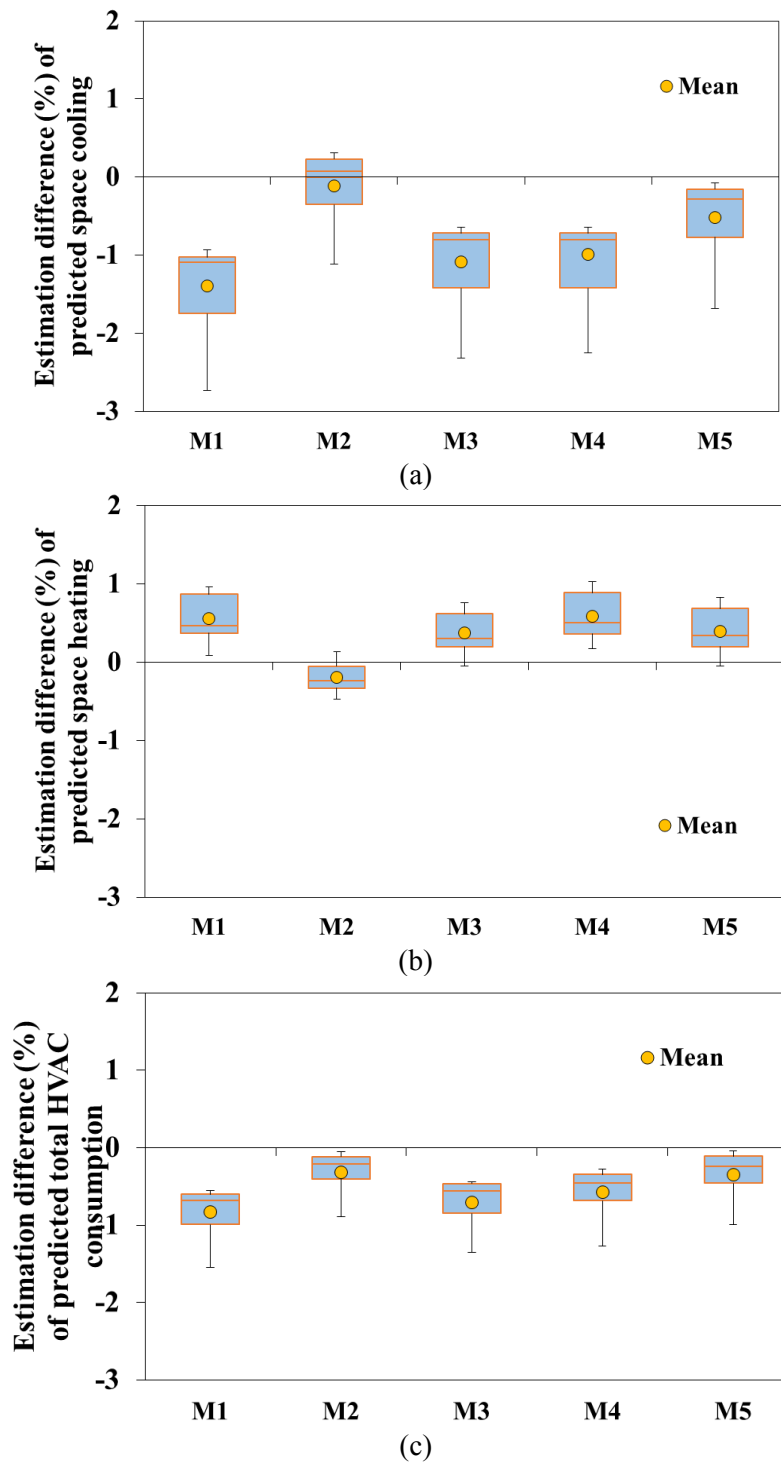 Estimation difference (%) of
predicted space cooling
2
1
0
-1
-2
-3
Mean
M1 M2 M3 M4 M5
(a)
Estimation difference (%) of
predicted space heating
2
1
0
-1
-2
-3
Mean
M1 M2 M3 M4 M5
(b)
Estimation difference (%)
of predicted total HVAC
consumption
2
1
0
-1
-2
-3
Mean
M1 M2 M3 M4 M5
(c)